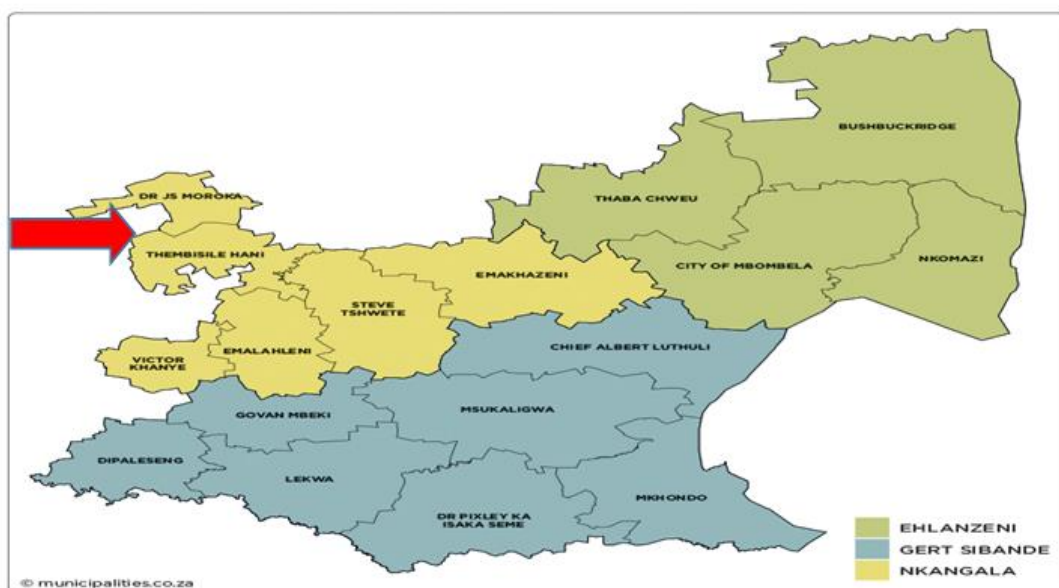 BUSHBUCKRIDGE
DR JS MOROKA
THABA CHWEU
THEMBISILE HANI
EMAKHAZENI
CITY OF MBOMBELA
NKOMAZI
STEVE
TSHWETE
CHIEF ALBERT LUTHULI
VICTOR
KHANYE
EMALAHLENI
GOVAN MBEKI
MSUKALIGWA
DIPALESENG
LEKWA
MKHONDO
DR PIXLEY KA
ISAKA SEME
EHLANZENI
GERT SIBANDE
NKANGALA
© municipalities.co.za